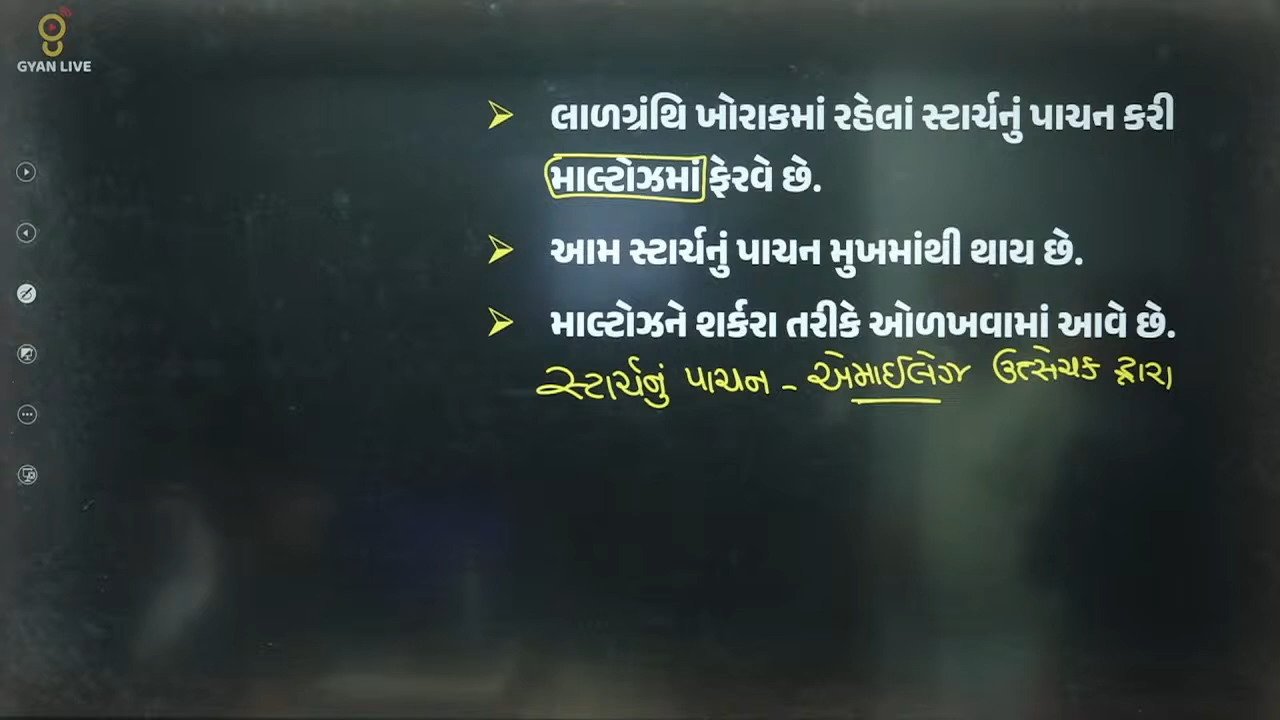 GYAN LIVE
લાળગ્રંથિ ખોરાકમાં રહેલાં સ્ટાર્ચનું પાચન કરી
માલ્ટોઝમાં ફેરવે છે.
આમ સ્ટાર્ચનું પાચન મુખમાંથી થાય છે.
માલ્ટોઝને શર્કરા તરીકે ઓળખવામાં આવે છે.
સ્ટાર્ચનું પાચન - એમાઈલેઝ ઉત્સેચક દ્વારા